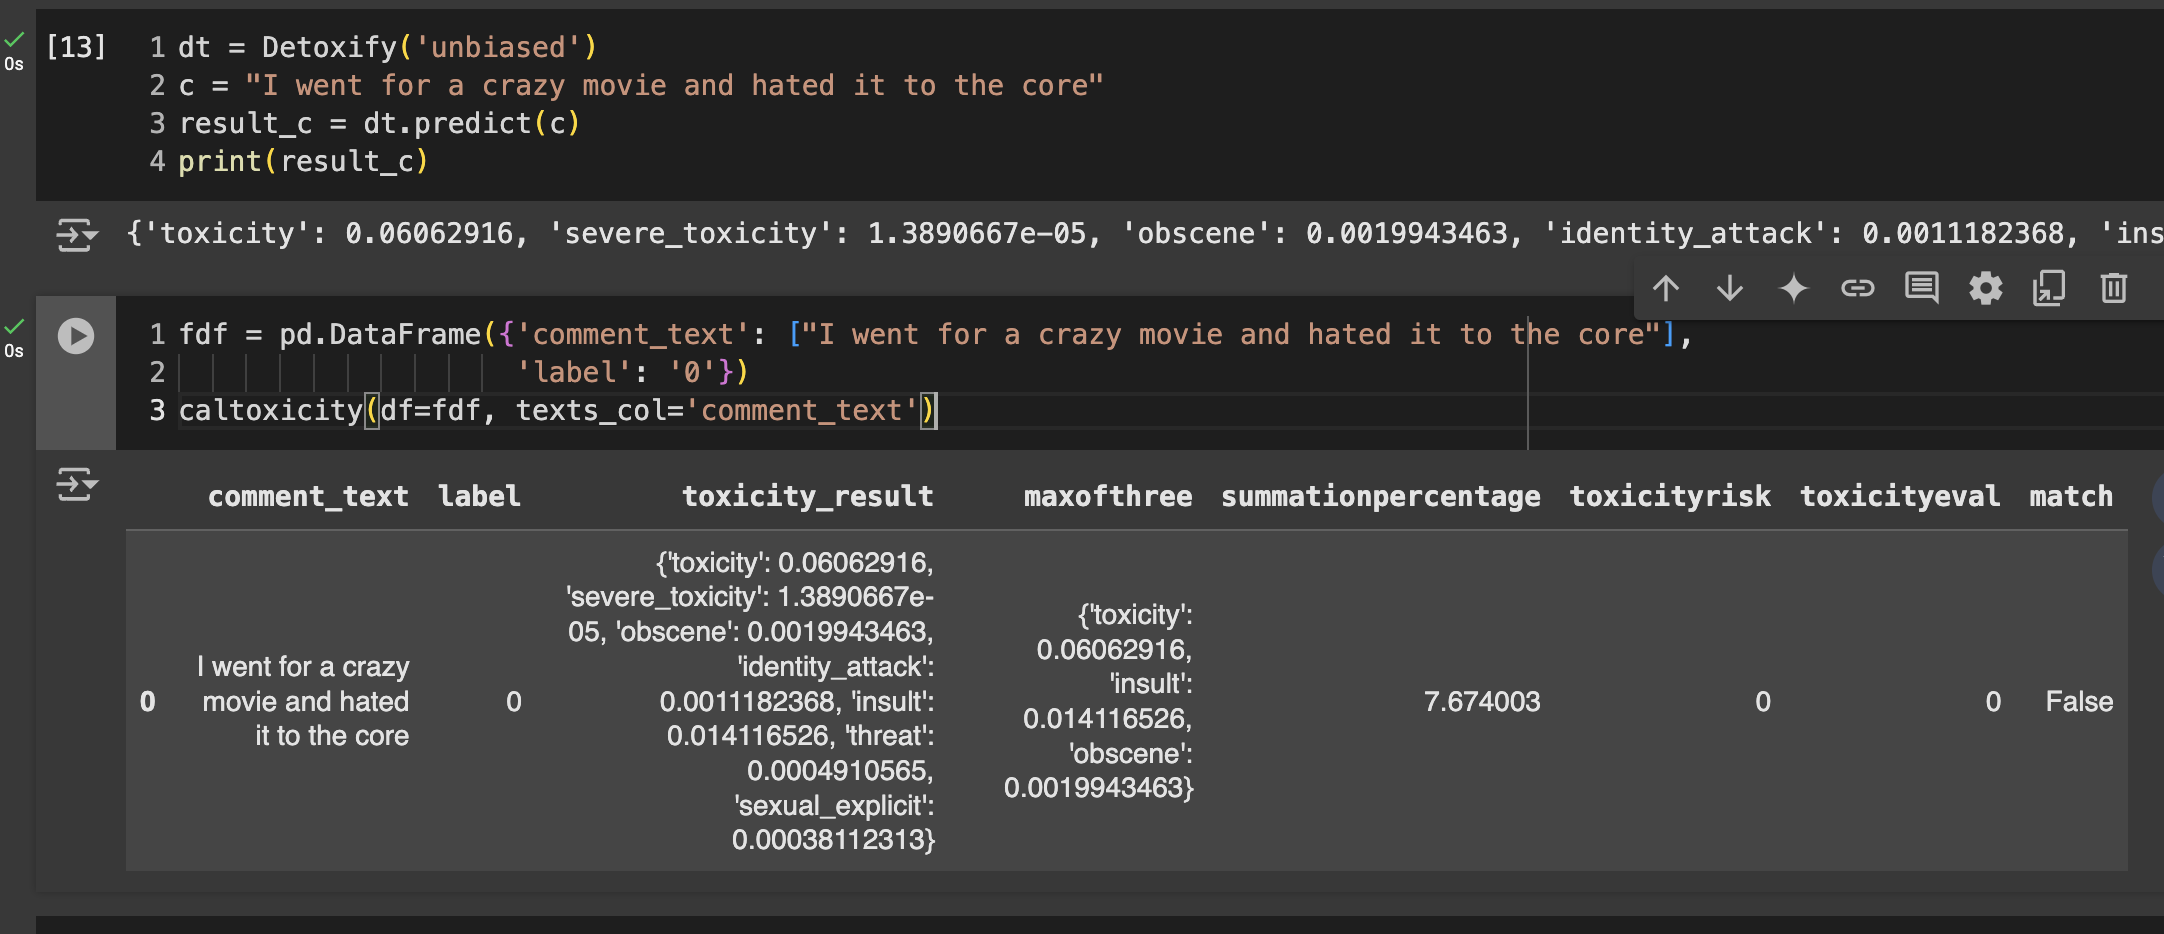 [13]
0s
1 dt = Detoxify('unbiased')
2 c = "I went for a crazy movie and hated it to the core"
3 result_c = dt.predict(c)
4 print(result_c)
{'toxicity': 0.06062916, 'severe_toxicity': 1.3890667e-05, 'obscene': 0.0019943463, 'identity_attack': 0.0011182368, 'ins
0s
1 fdf = pd.DataFrame({'comment_text': ["I went for a crazy movie and hated it to the core"],
2 'label': '0'})
3 caltoxicity(df=fdf, texts_col='comment_text')
comment_text label toxicity_result maxofthree summationpercentage toxicityrisk toxicityeval match
0
I went for a crazy
movie and hated
it to the core
0
{'toxicity': 0.06062916,
'severe_toxicity': 1.3890667e-
05, 'obscene': 0.0019943463,
'identity_attack':
0.0011182368, 'insult':
0.014116526, 'threat':
0.0004910565,
'sexual_explicit':
0.00038112313}
{'toxicity':
0.06062916,
'insult':
0.014116526,
'obscene':
0.0019943463}
7.674003
0
0
False